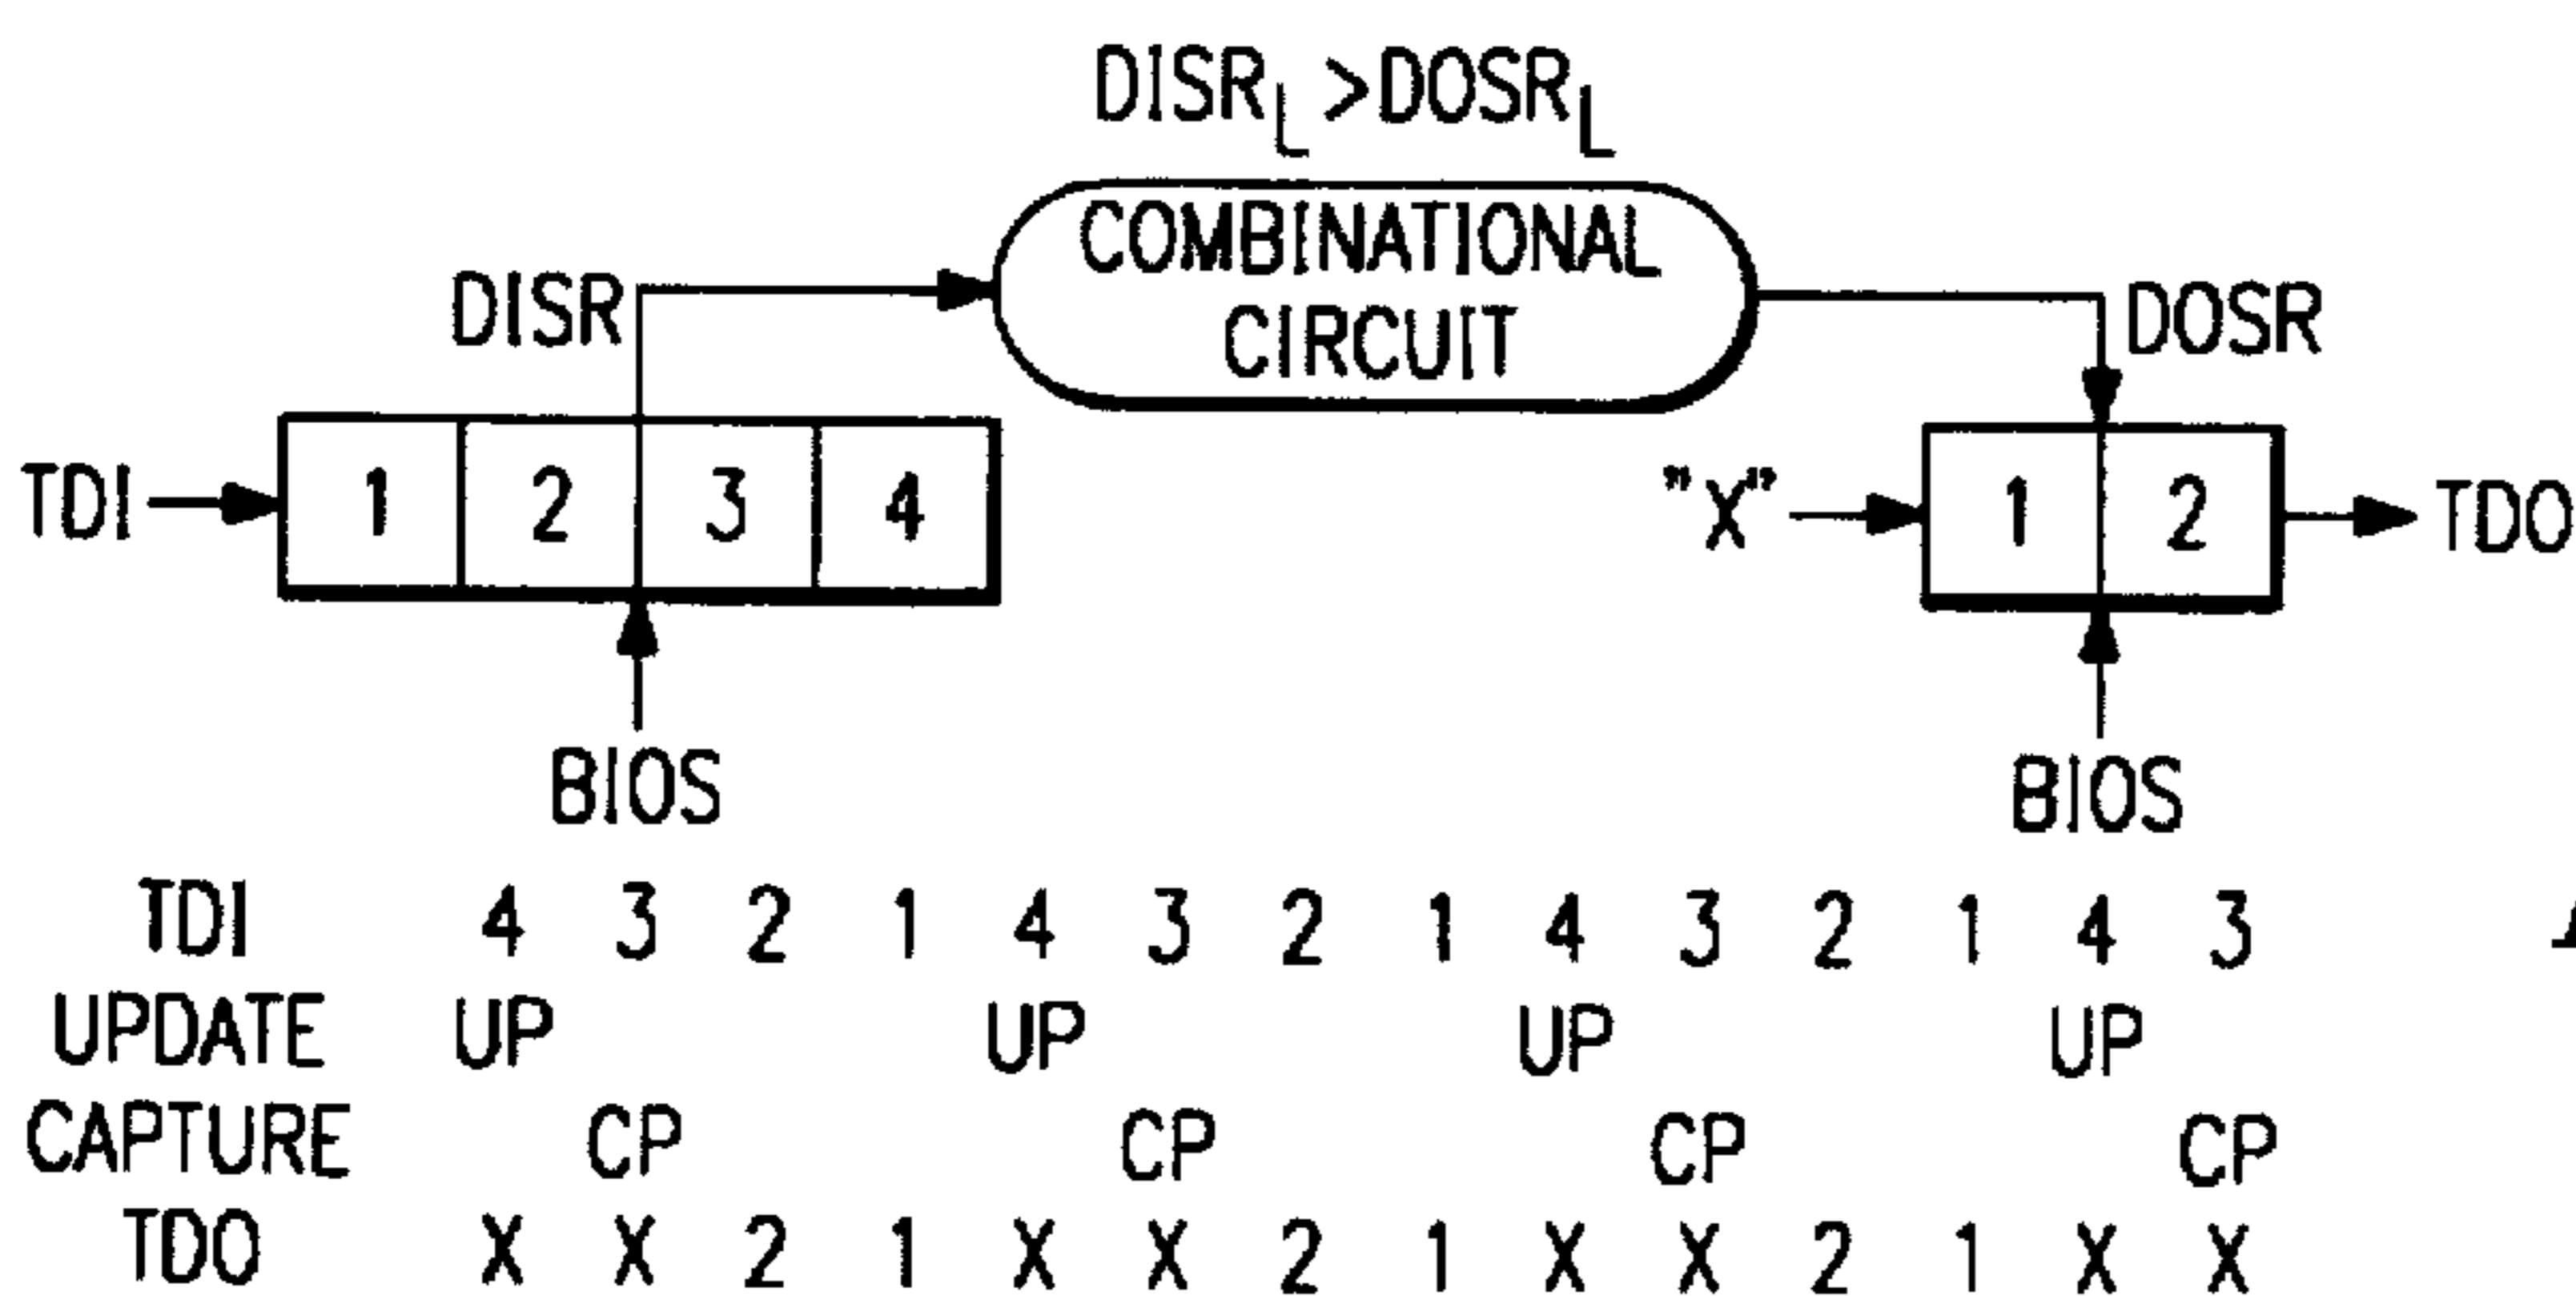 DISR_L >DOSR_L
COMBINATIONAL
CIRCUIT
DISR
DOSR
TDI
1 2 3 4
"X"
1 2
TDO
BIOS
BIOS
TDI 4 3 2 1 4 3 2 1 4 3 2 1 4 3
UPDATE UP UP UP UP
CAPTURE CP CP CP CP
TDO X X 2 1 X X 2 1 X X 2 1 X X